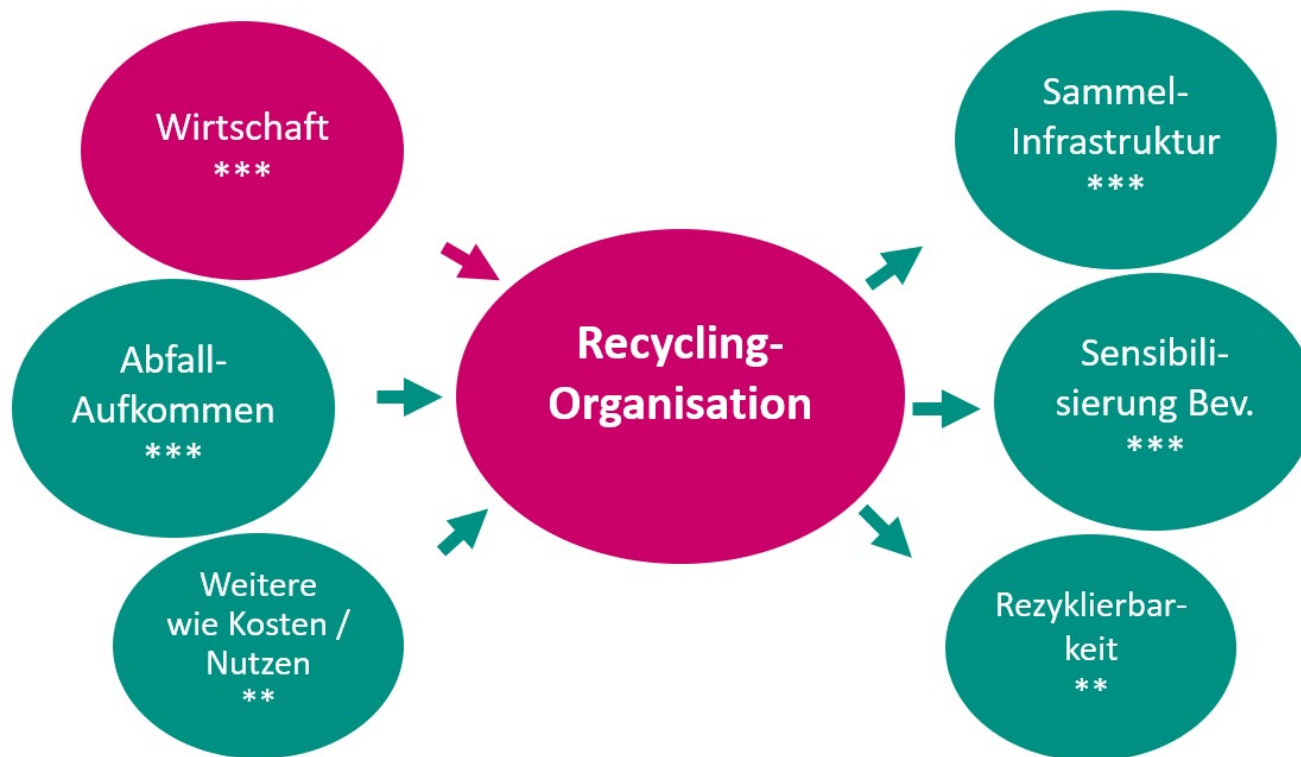 Wirtschaft
***
Abfall-
Aufkommen
***
Weitere
wie Kosten /
Nutzen
**
Recycling-
Organisation
Sammel-
Infrastruktur
***
Sensibili-
sierung Bev.
***
Rezyklierbar-
keit
**